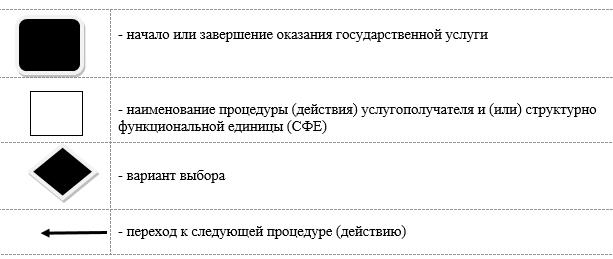 - начало или завершение оказания государственной услуги
- наименование процедуры (действия) услугополучателя и (или) структурно
функциональной единицы (СФЕ)
- вариант выбора
- переход к следующей процедуре (действию)